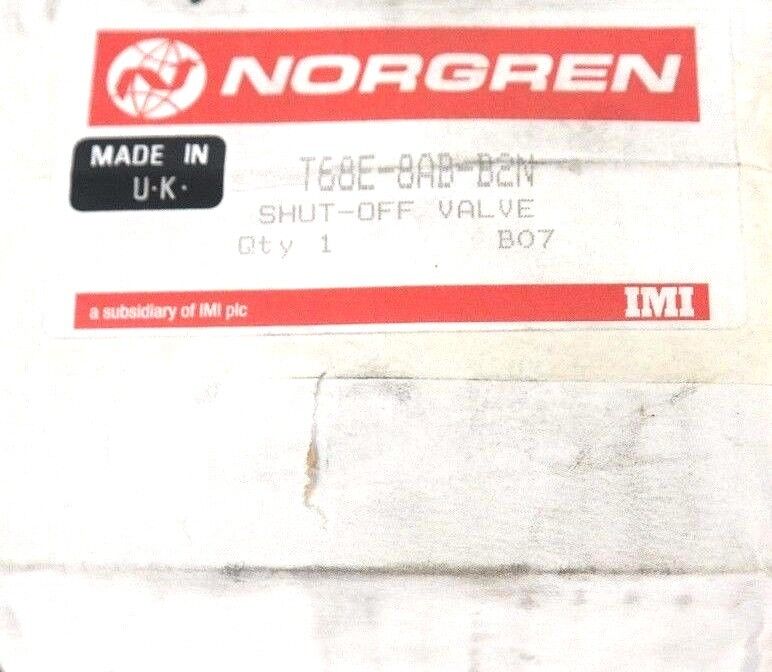 NORGREN
MADE IN
U·K·
T68E-8AB-B2N
SHUT-OFF VALVE
Qty 1 B07
a subsidiary of IMI plc
IMI